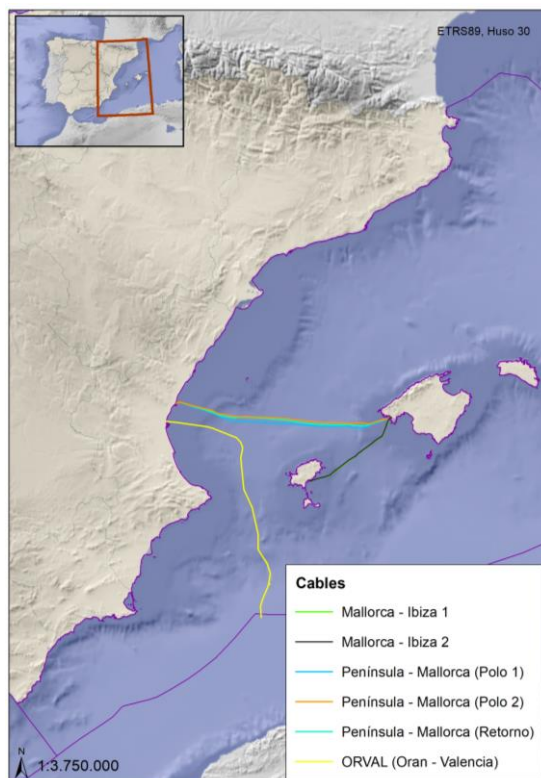 ETRS89, Huso 30
Cables
Mallorca - Ibiza 1
Mallorca - Ibiza 2
Península - Mallorca (Polo 1)
Península - Mallorca (Polo 2)
Península - Mallorca (Retorno)
ORVAL (Oran - Valencia)
N
1:3.750.000